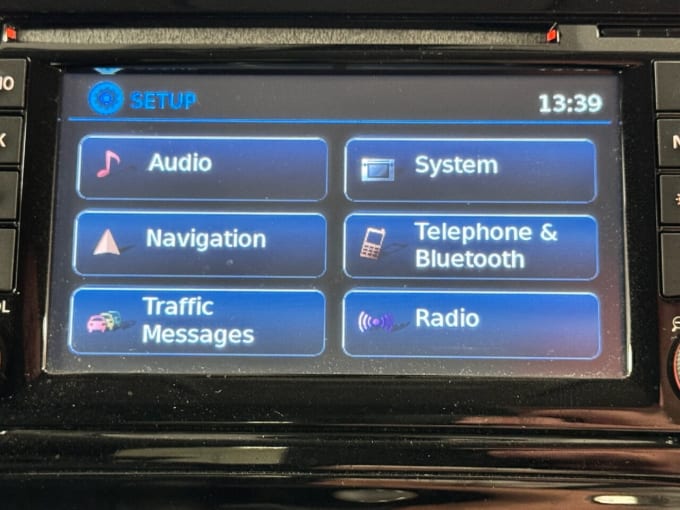 SETUP
13:39
Audio
System
Navigation
Telephone &
Bluetooth
Traffic
Messages
Radio